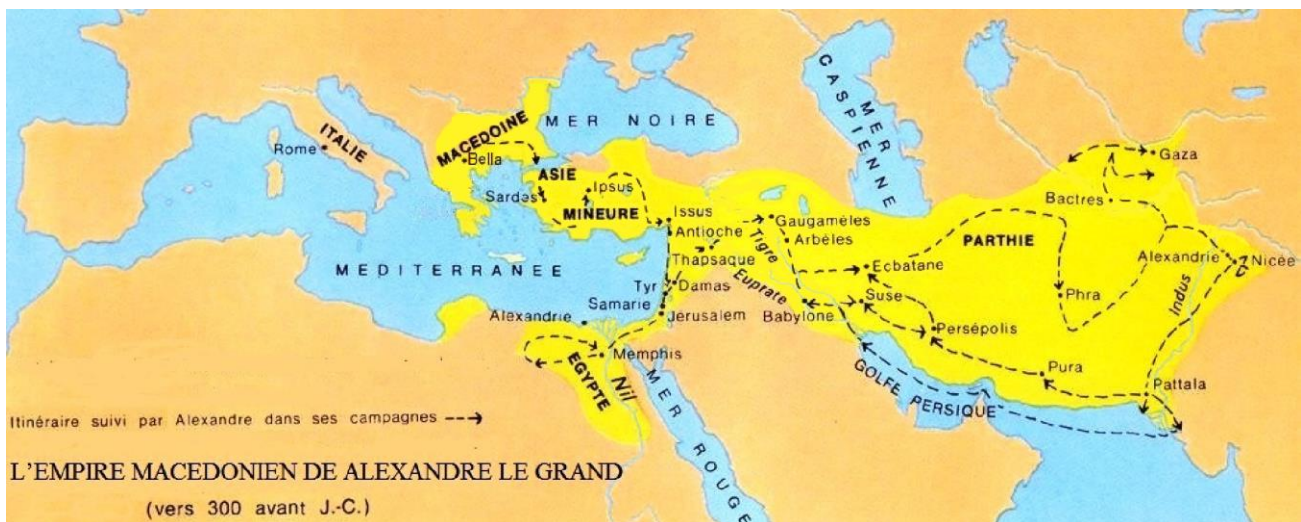 MER CASPIENNE
MER NOIRE
ITALIE
Rome
MACEDOINE
Bella
ASIE
MINEURE
Sardes
Ipsus
Issus
Antioche
Gaugamèles
Arbèles
Tigre
Thapsaque
Euprate
MEDITERRANEE
Tyr
Damas
Samarie
Jérusalem
Alexandrie
Memphis
EGYPTE
Nil
MER ROUGE
Babylone
Suse
Ecbatane
Persépolis
PARTHIE
Phra
Bactres
Gaza
Alexandrie
Nicée
Indus
Pura
Pattala
GOLFE PERSIQUE
Itinéraire suivi par Alexandre dans ses campagnes
L'EMPIRE MACEDONIEN DE ALEXANDRE LE GRAND
(vers 300 avant J.-C.)